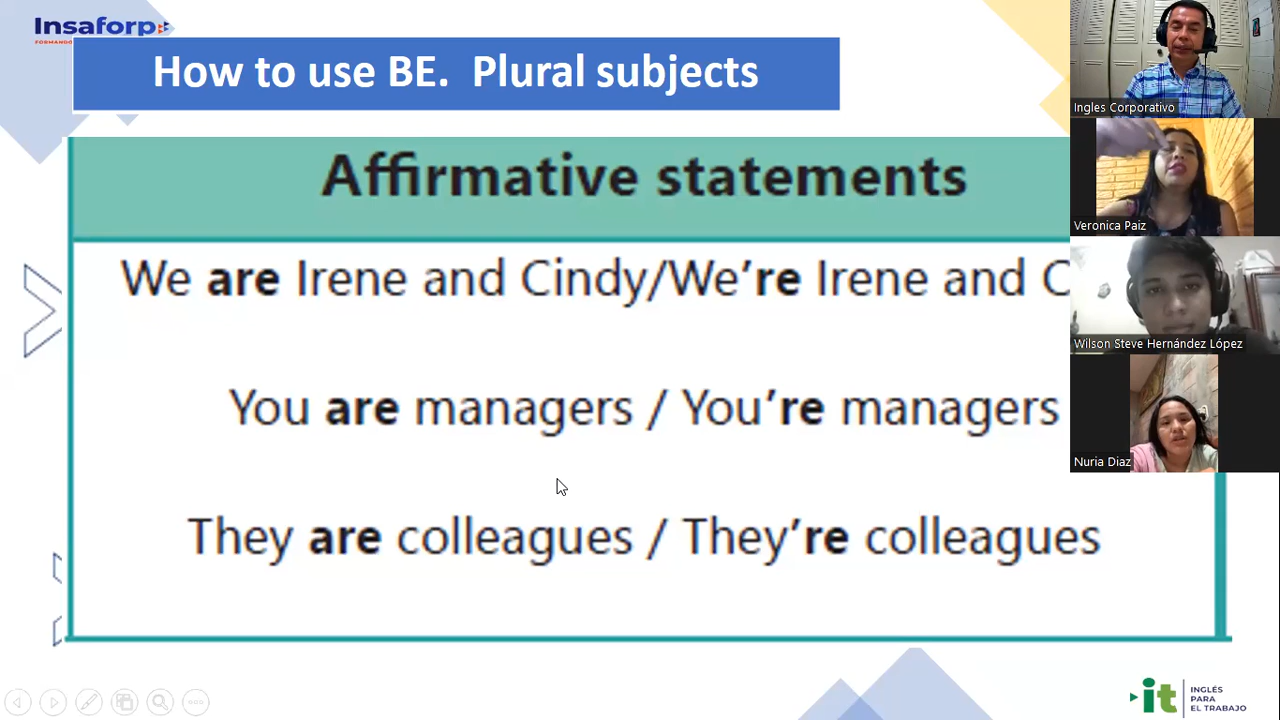 Insaforp
How to use BE. Plural subjects
Affirmative statements
We are Irene and Cindy/We're Irene and C
You are managers / You're managers
They are colleagues / They're colleagues
Ingles Corporativo
Veronica Paiz
Wilson Steve Hernández López
Nuria Diaz
it
INGLÉS
PARA
EL TRABAJO